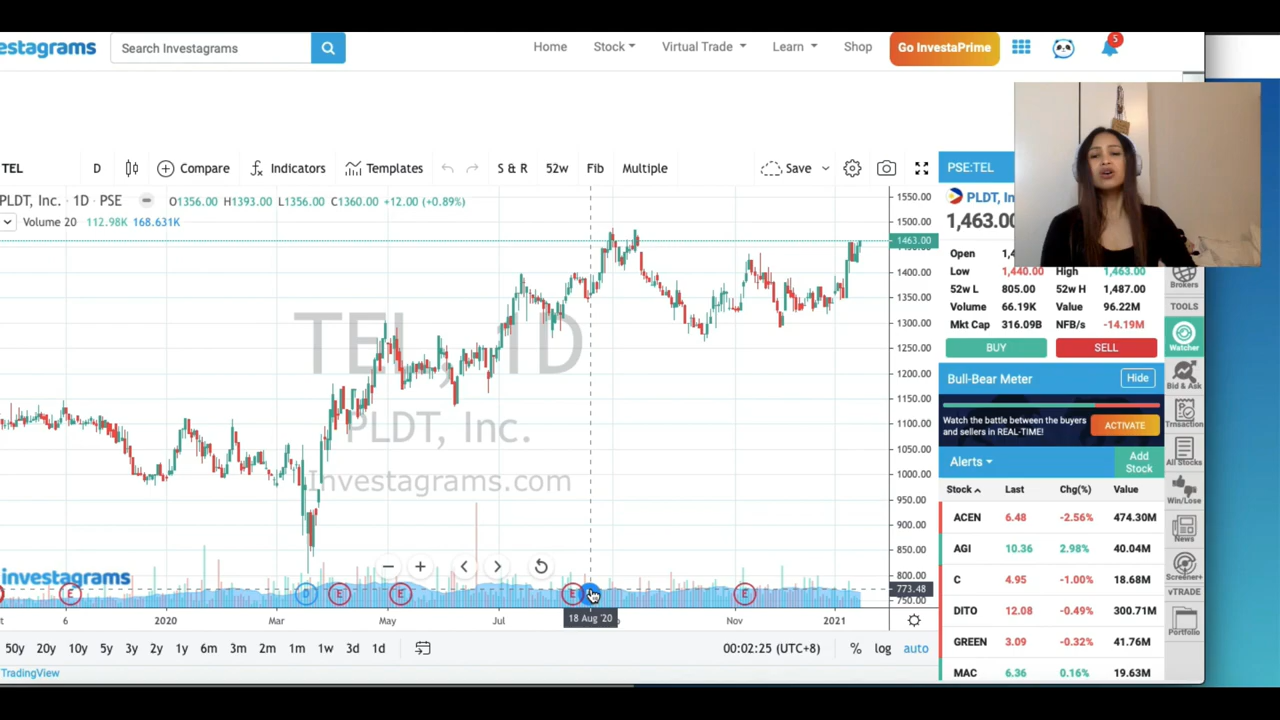 estagrams
Search Investagrams
Home
Stock
Virtual Trade
Learn
Shop
Go InvestaPrime
5
TEL
D
Compare
Indicators
Templates
S & R
52w
Fib
Multiple
Save
PLDT, Inc. · 1D · PSE
O1356.00 H1393.00 L1356.00 C1360.00 +12.00 (+0.89%)
Volume 20 112.98K 168.631K
TEL, 1D
PLDT, Inc.
Investagrams.com
investagrams
1550.00
1500.00
1463.00
1400.00
1350.00
1300.00
1250.00
1200.00
1150.00
1100.00
1050.00
1000.00
950.00
900.00
850.00
800.00
773.48
750.00
E
D
E
E
E
E
6
2020
Mar
May
Jul
18 Aug '20
Nov
2021
50y 20y 10y 5y 3y 2y 1y 6m 3m 2m 1m 1w 3d 1d
00:02:25 (UTC+8)
% log auto
TradingView
PSE:TEL
PLDT, In
1,463.00
Open 1,4
Low 1,440.00 High 1,463.00
52w L 805.00 52w H 1,487.00
Volume 66.19K Value 96.22M
Mkt Cap 316.09B NFB/s -14.19M
BUY
SELL
Bull-Bear Meter
Hide
Watch the battle between the buyers
and sellers in REAL-TIME!
ACTIVATE
Alerts
Add
Stock
Stock Last Chg(%) Value
ACEN 6.48 -2.56% 474.30M
AGI 10.36 2.98% 40.04M
C 4.95 -1.00% 18.68M
DITO 12.08 -0.49% 300.71M
GREEN 3.09 -0.32% 41.76M
MAC 6.36 0.16% 19.63M
Brokers
TOOLS
Watcher
Bid & Ask
Trnsaction
All Stocks
Win/Lose
News
Screener+
vTRADE
Portfolio